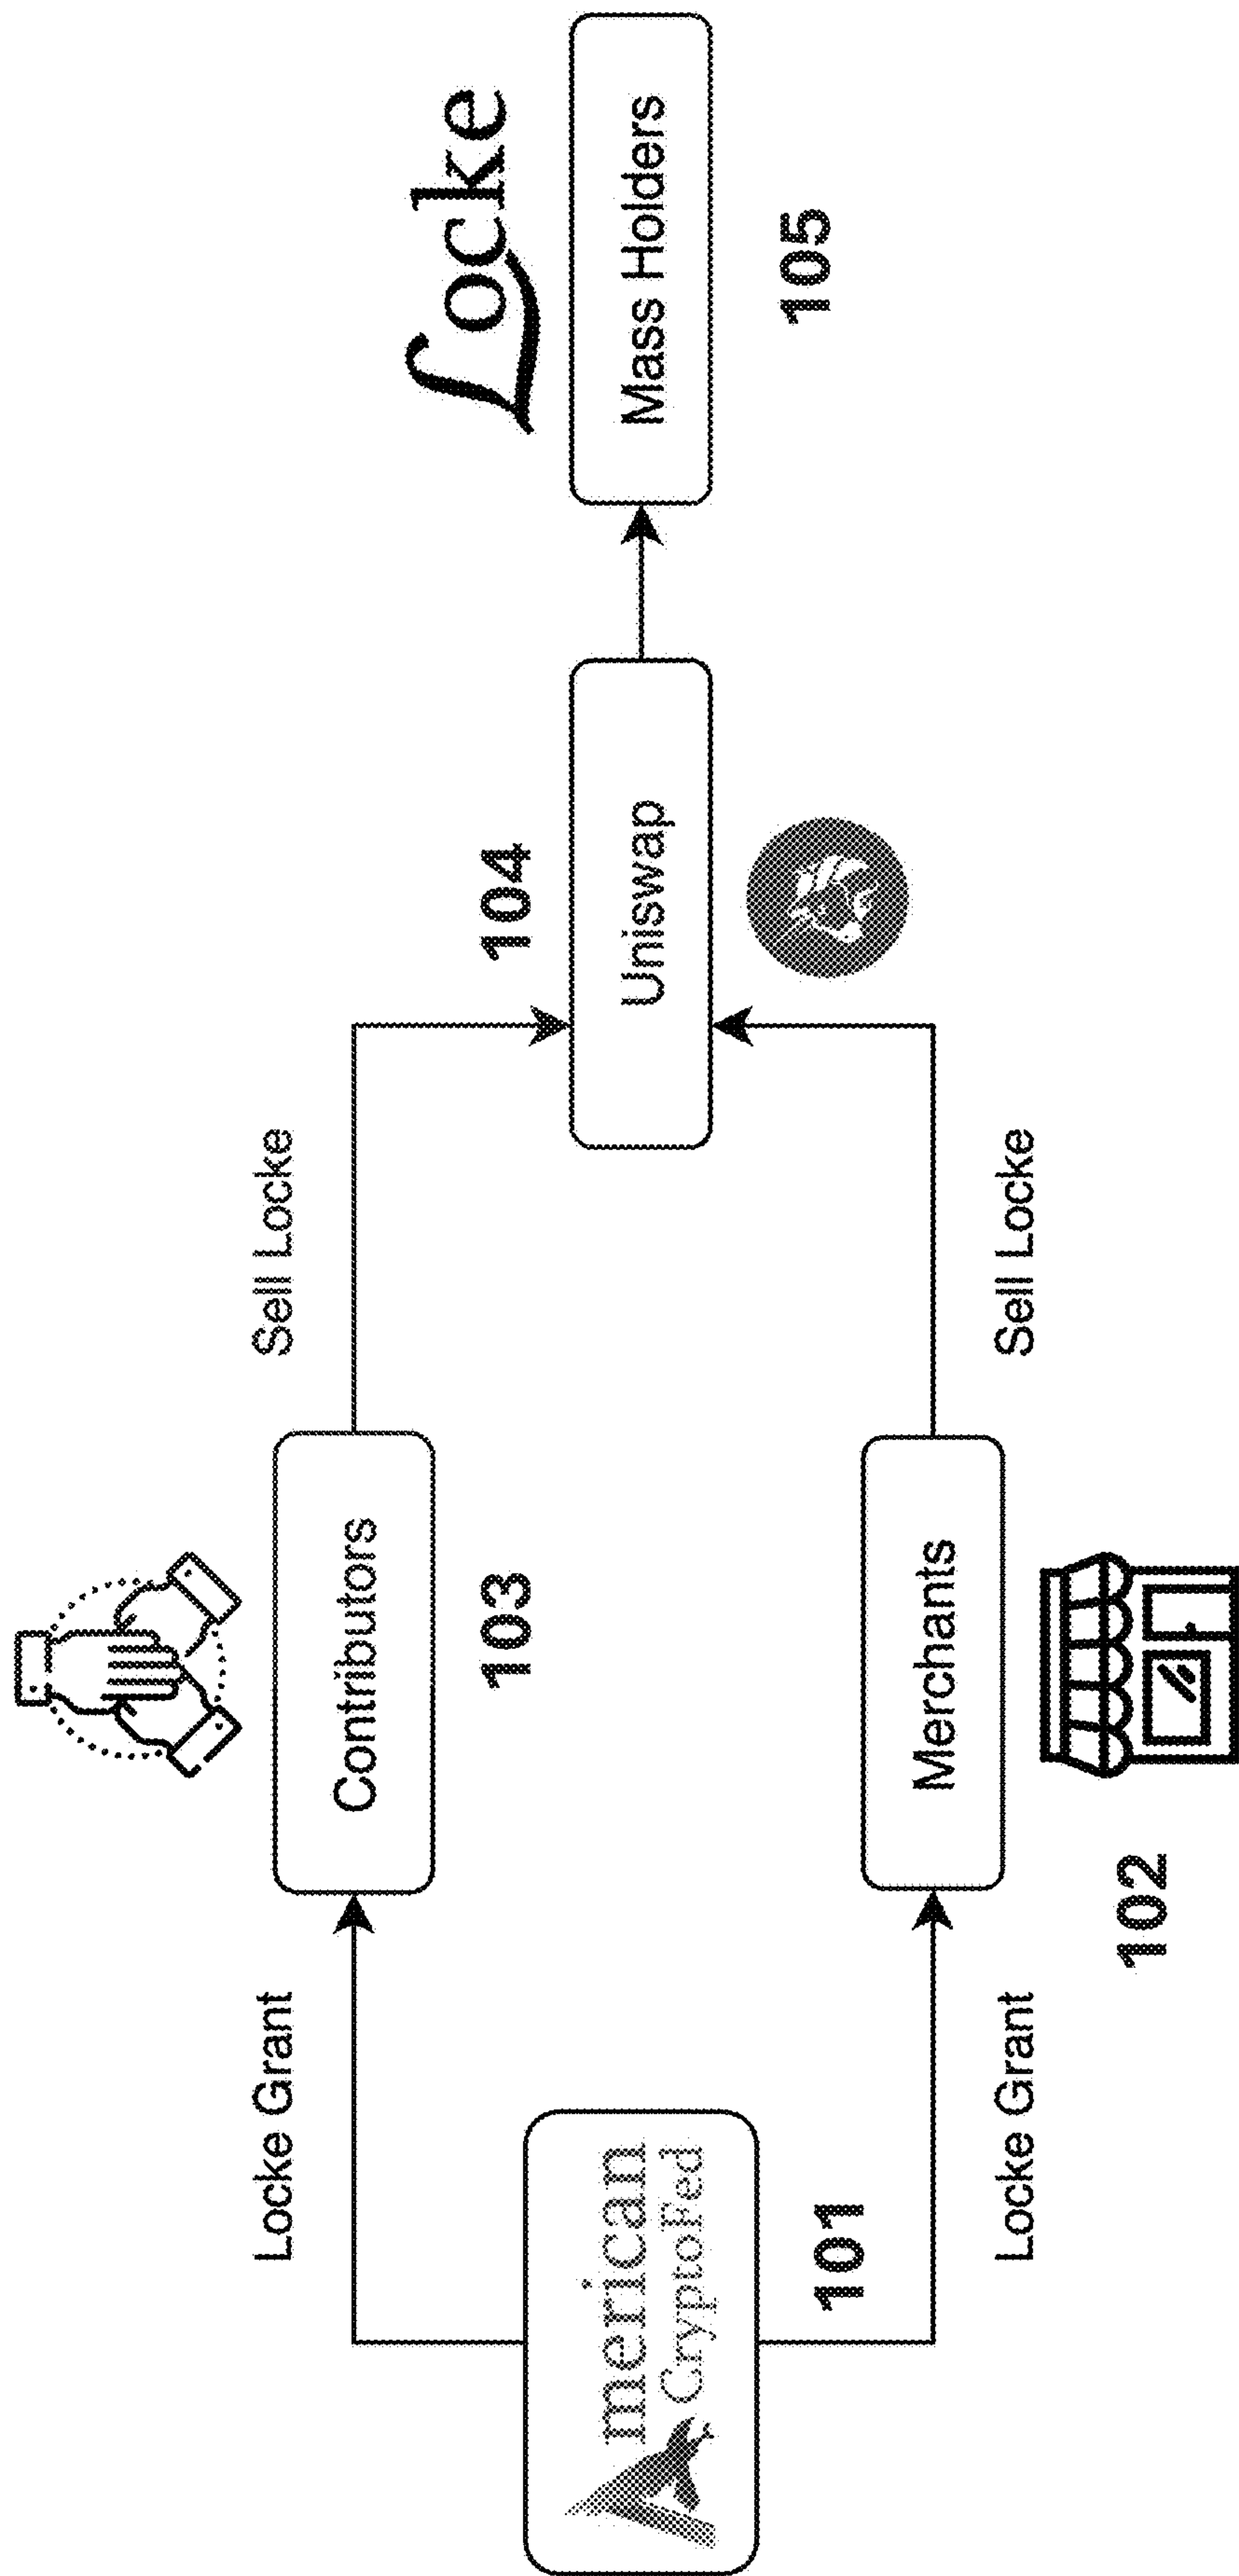 Locke Grant
Contributors
103
Sell Locke
American
CryptoFed
101
104
Uniswap
Locke
Mass Holders
105
Locke Grant
Merchants
102
Sell Locke